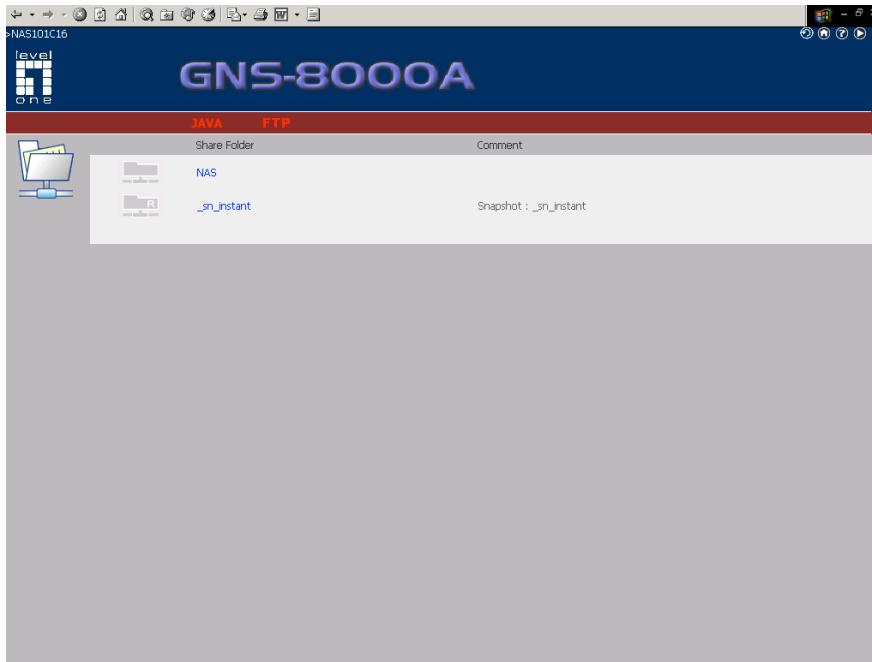 >NAS101C16
level
one
GNS-8000A
JAVA FTP
Share Folder Comment
NAS
R _sn_instant Snapshot : _sn_instant